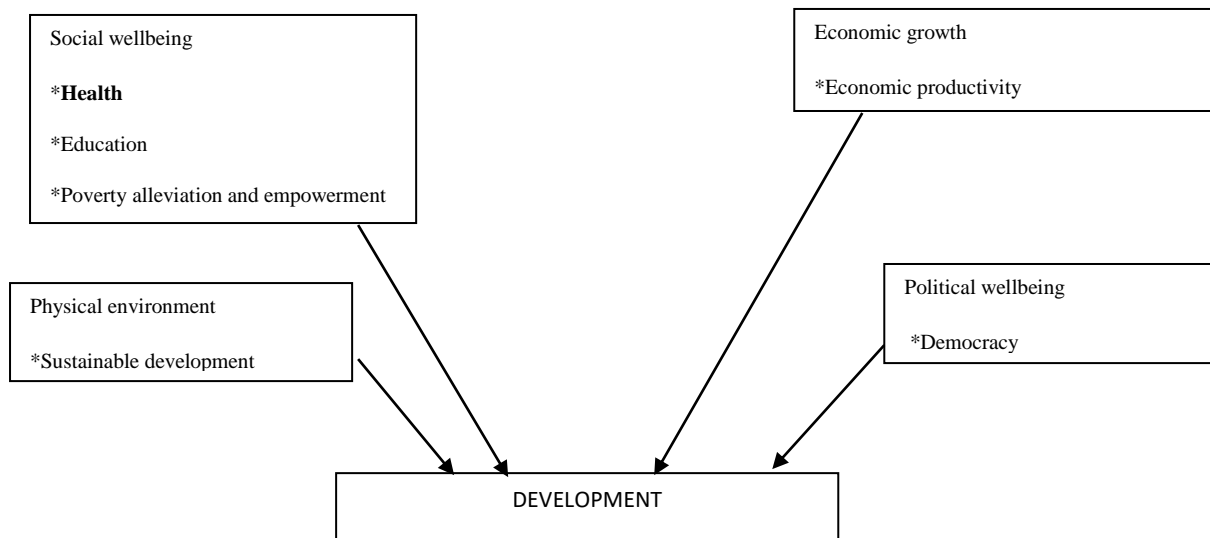 Social wellbeing
*Health
*Education
*Poverty alleviation and empowerment
Economic growth
*Economic productivity
Physical environment
*Sustainable development
Political wellbeing
*Democracy
DEVELOPMENT